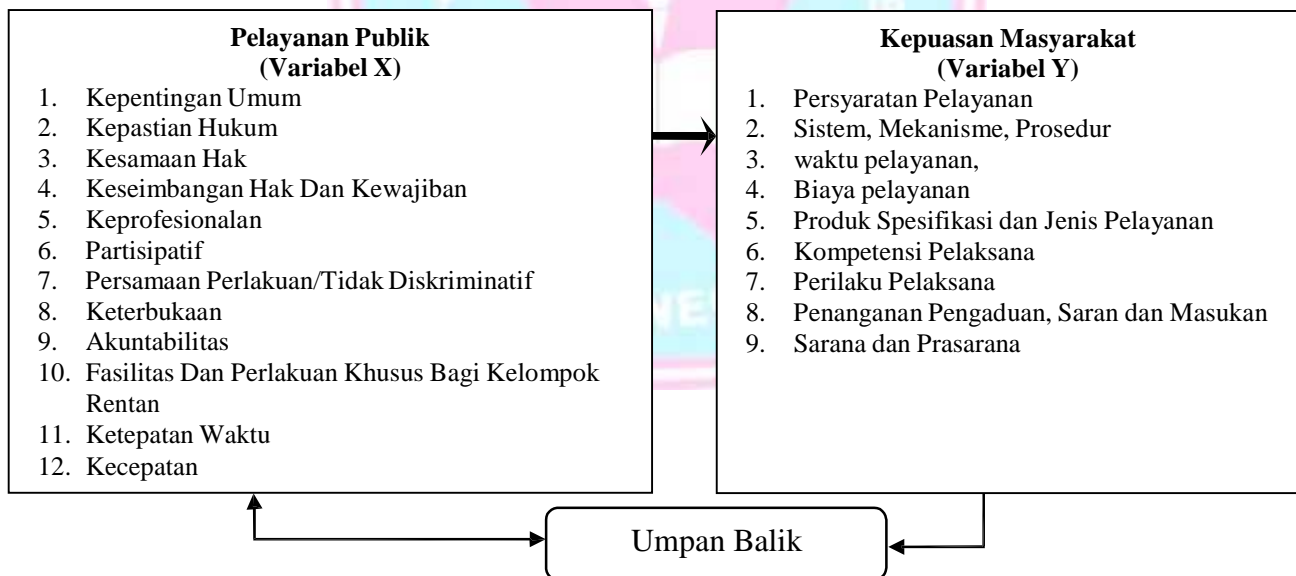 Pelayanan Publik
(Variabel X)
1. Kepentingan Umum
2. Kepastian Hukum
3. Kesamaan Hak
4. Keseimbangan Hak Dan Kewajiban
5. Keprofesionalan
6. Partisipatif
7. Persamaan Perlakuan/Tidak Diskriminatif
8. Keterbukaan
9. Akuntabilitas
10. Fasilitas Dan Perlakuan Khusus Bagi Kelompok
Rentan
11. Ketepatan Waktu
12. Kecepatan
Kepuasan Masyarakat
(Variabel Y)
1. Persyaratan Pelayanan
2. Sistem, Mekanisme, Prosedur
3. waktu pelayanan,
4. Biaya pelayanan
5. Produk Spesifikasi dan Jenis Pelayanan
6. Kompetensi Pelaksana
7. Perilaku Pelaksana
8. Penanganan Pengaduan, Saran dan Masukan
9. Sarana dan Prasarana
Umpan Balik